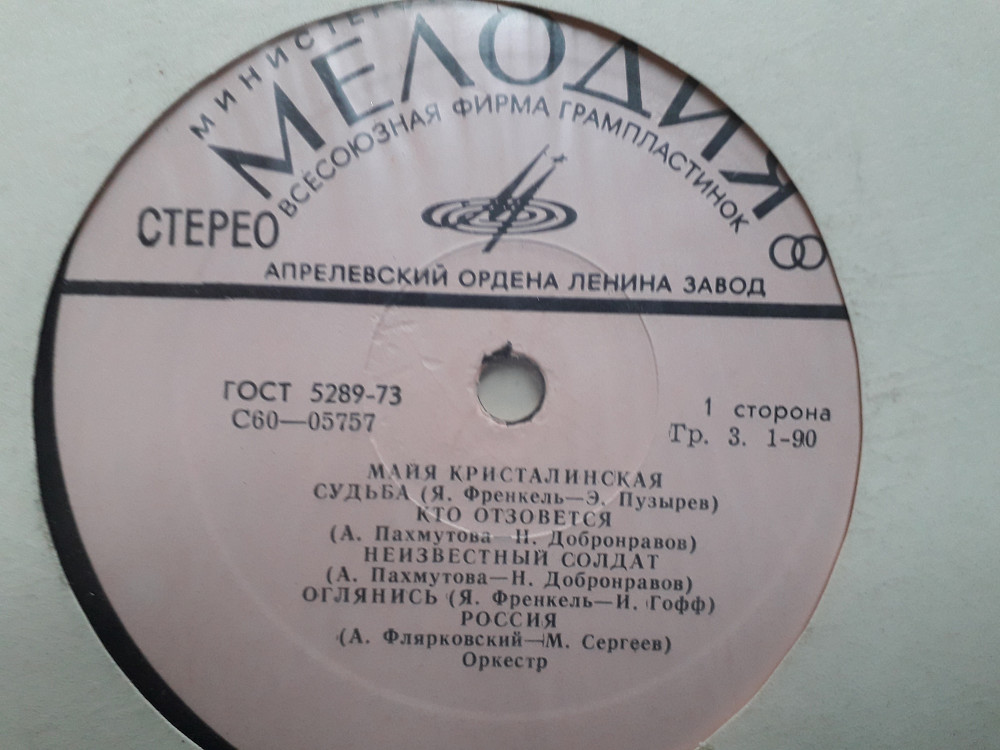 МЕЛОДИЯ
ВСЕСОЮЗНАЯ ФИРМА ГРАМПЛАСТИНОК
СТЕРЕО
АПРЕЛЕВСКИЙ ОРДЕНА ЛЕНИНА ЗАВОД
ГОСТ 5289-73
С60—05757
1 сторона
Гр. 3. 1-90
МАЙЯ КРИСТАЛИНСКАЯ
СУДЬБА (Я. Френкель—Э. Пузырев)
КТО ОТЗОВЕТСЯ
(А. Пахмутова—Н. Добронравов)
НЕИЗВЕСТНЫЙ СОЛДАТ
(А. Пахмутова—Н. Добронравов)
ОГЛЯНИСЬ (Я. Френкель—И. Гофф)
РОССИЯ
(А. Флярковский—М. Сергеев)
Оркестр